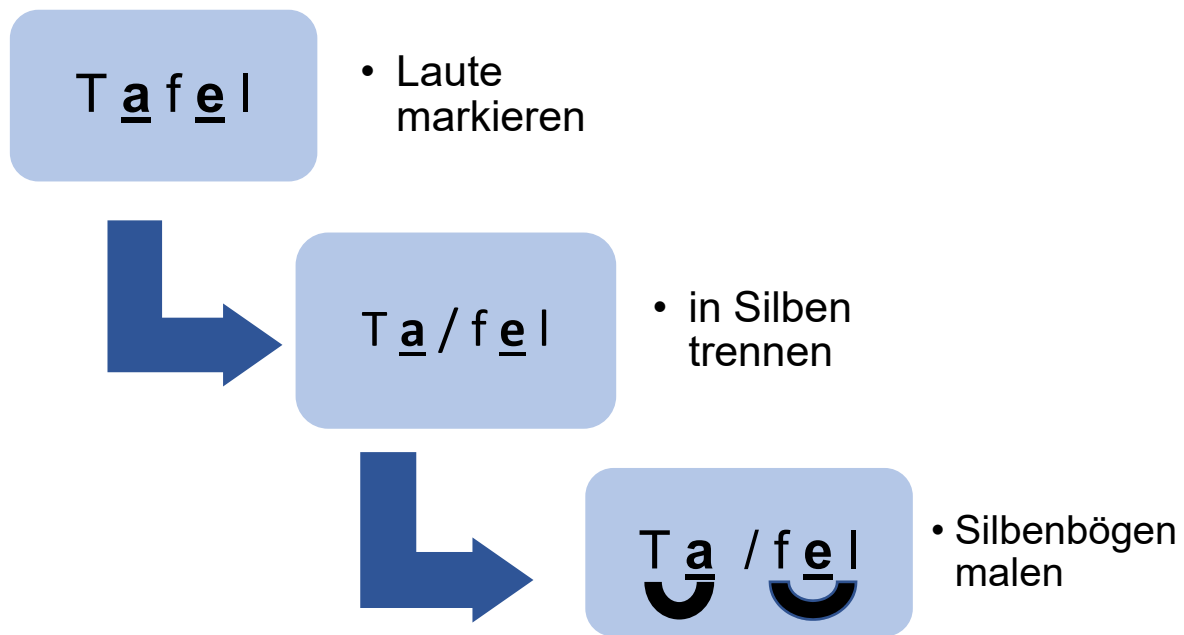 T a f e l
• Laute
markieren
T a / f e l
• in Silben
trennen
T a / f e l
• Silbenbögen
malen